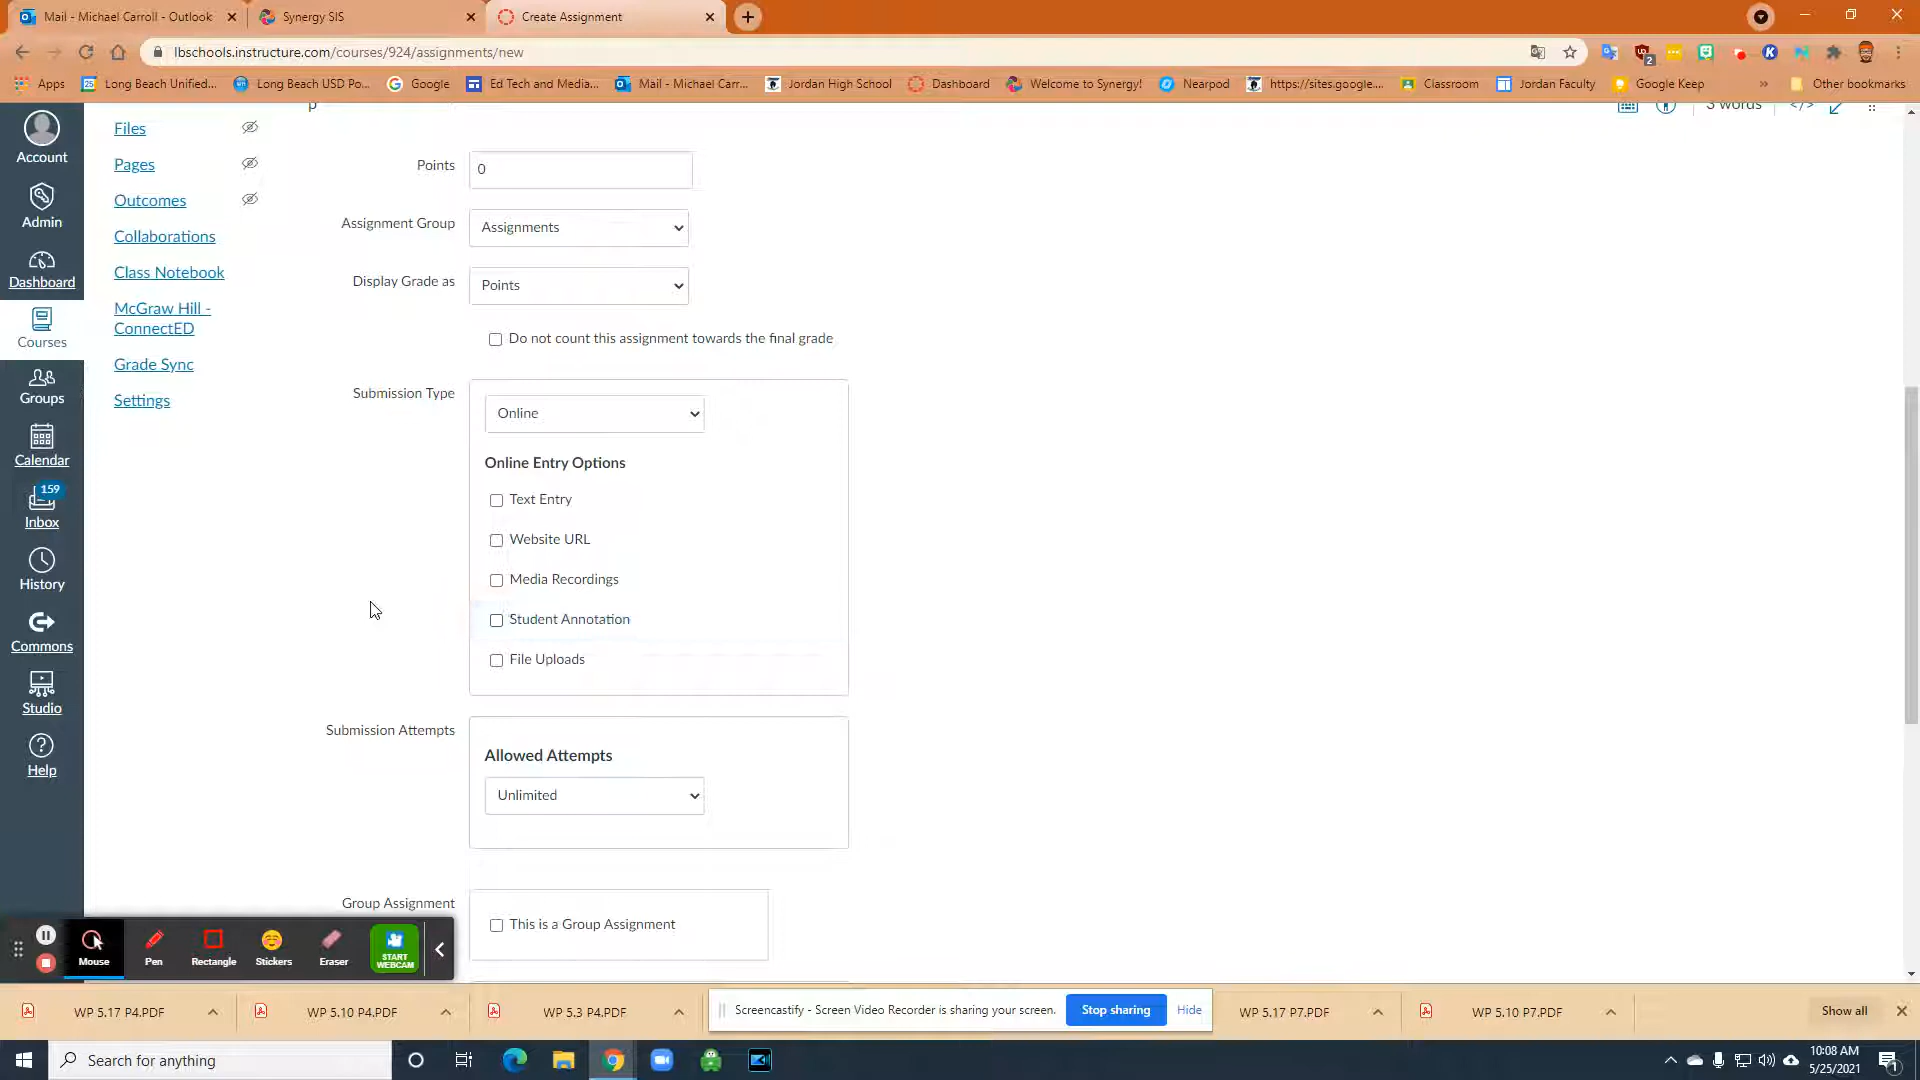 Mail - Michael Carroll - Outlook
Synergy SIS
Create Assignment
lbschools.instructure.com/courses/924/assignments/new
2
Apps
25
Long Beach Unified...
Long Beach USD Po...
Google
Ed Tech and Media...
Mail - Michael Carr...
Jordan High School
Dashboard
Welcome to Synergy!
Nearpod
https://sites.google....
Classroom
Jordan Faculty
Google Keep
»
Other bookmarks
p
3 words
</>
Account
Admin
Dashboard
Courses
Groups
Calendar
159
Inbox
History
Commons
Studio
Help
Files
Pages
Outcomes
Collaborations
Class Notebook
McGraw Hill -
ConnectED
Grade Sync
Settings
Points
0
Assignment Group
Assignments
Display Grade as
Points
Do not count this assignment towards the final grade
Submission Type
Online
Online Entry Options
Text Entry
Website URL
Media Recordings
Student Annotation
File Uploads
Submission Attempts
Allowed Attempts
Unlimited
Group Assignment
This is a Group Assignment
Mouse
Pen
Rectangle
Stickers
Eraser
START
WEBCAM
WP 5.17 P4.PDF
WP 5.10 P4.PDF
WP 5.3 P4.PDF
Screencastify - Screen Video Recorder is sharing your screen.
Stop sharing
Hide
WP 5.17 P7.PDF
WP 5.10 P7.PDF
Show all
Search for anything
10:08 AM
5/25/2021
1